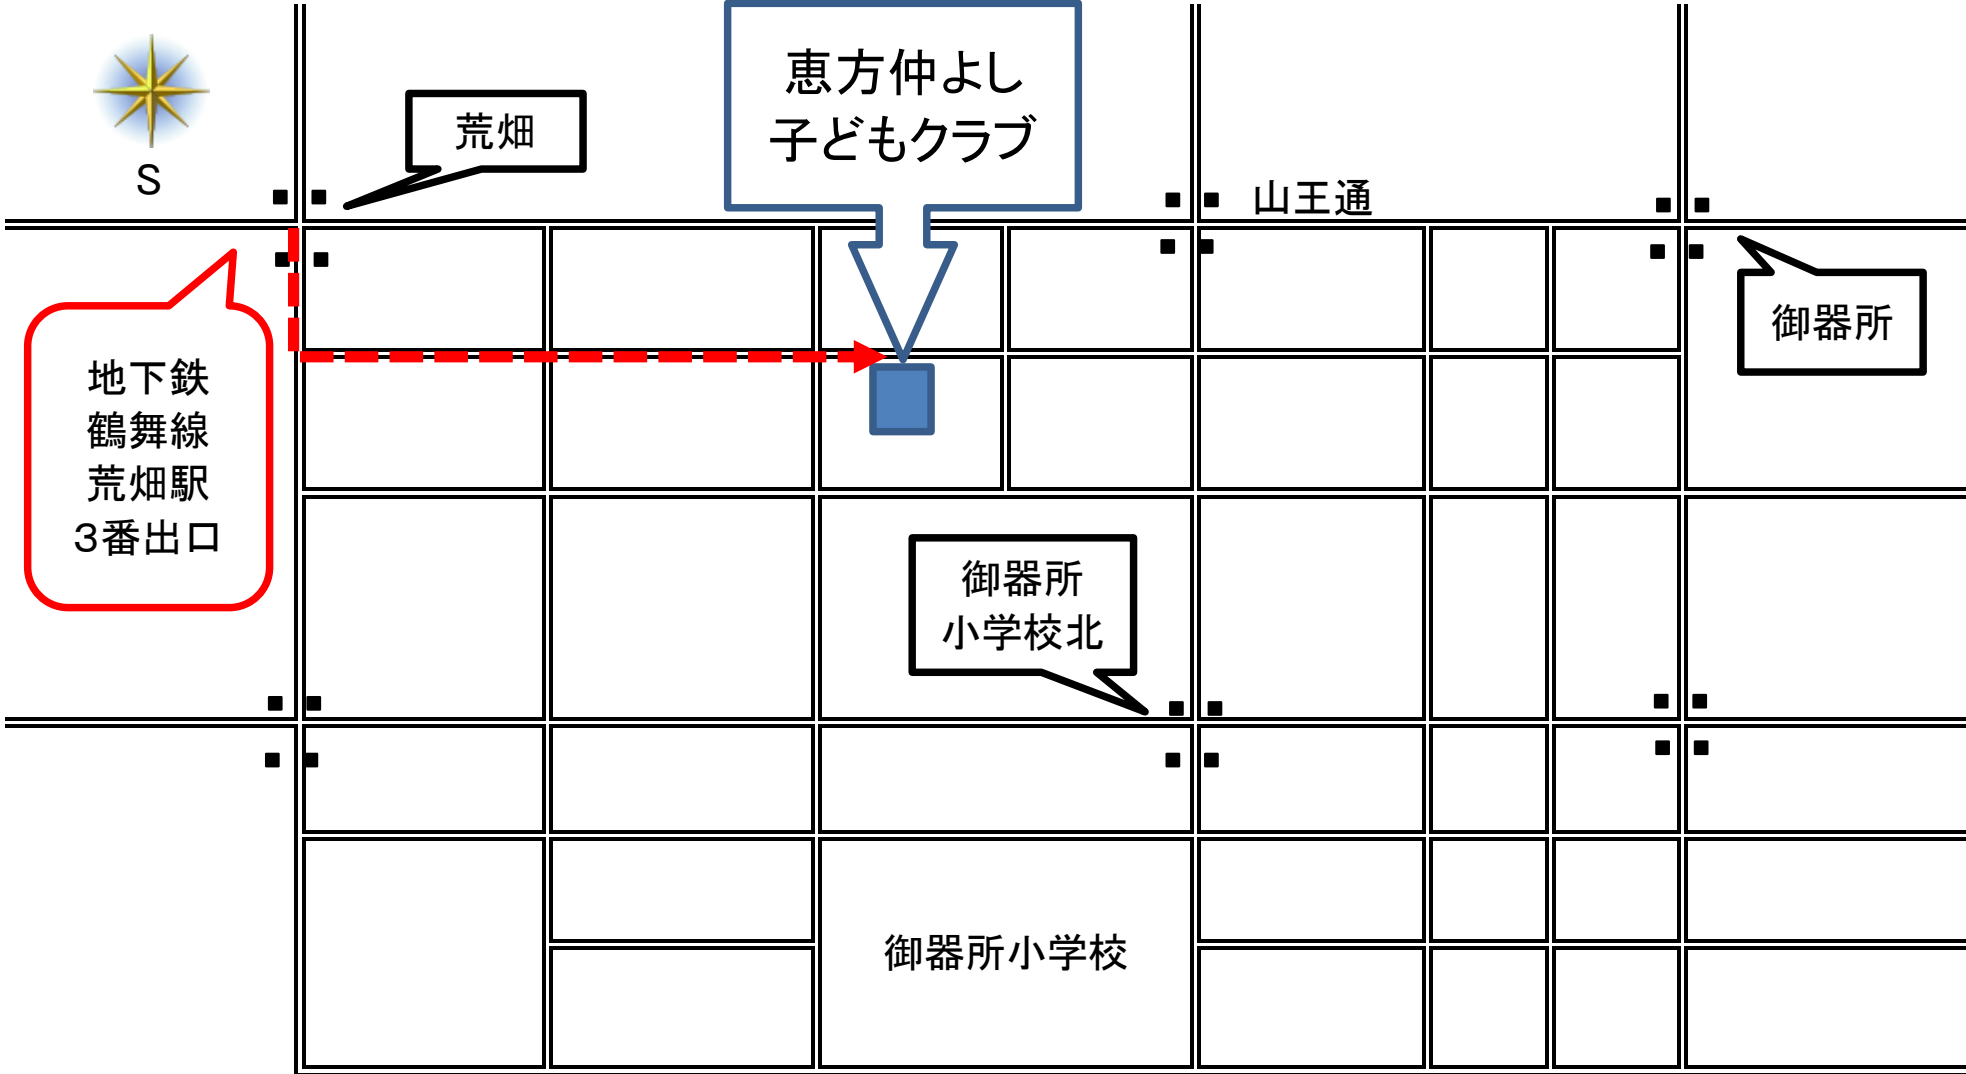 恵方仲よし
子どもクラブ
荒畑
S
山王通
御器所
地下鉄
鶴舞線
荒畑駅
3番出口
御器所
小学校北
御器所小学校